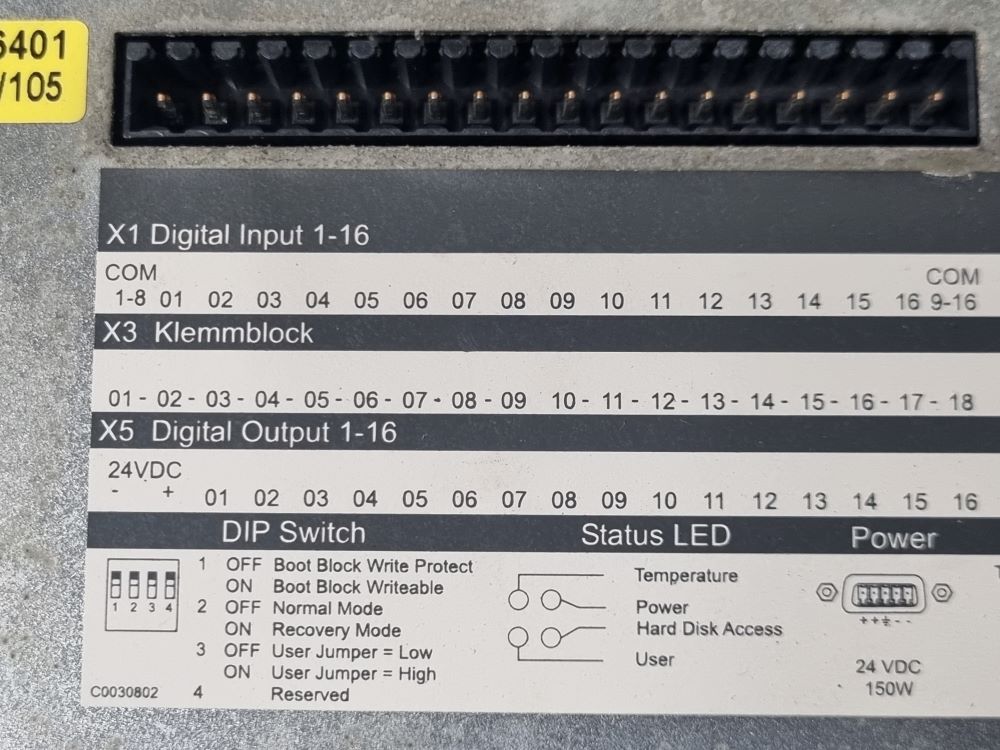 6401
/105
X1 Digital Input 1-16
COM COM
1-8 01 02 03 04 05 06 07 08 09 10 11 12 13 14 15 16 9-16
X3 Klemmblock
01 - 02 - 03 - 04 - 05 - 06 - 07 - 08 - 09 10 - 11 - 12 - 13 - 14 - 15 - 16 - 17 - 18
X5 Digital Output 1-16
24VDC
- + 01 02 03 04 05 06 07 08 09 10 11 12 13 14 15 16
DIP Switch Status LED Power
1 OFF Boot Block Write Protect
ON Boot Block Writeable
2 OFF Normal Mode
ON Recovery Mode
3 OFF User Jumper = Low
ON User Jumper = High
4 Reserved
1 2 3 4
C0030802
Temperature
Power
Hard Disk Access
User
+ + ⏚ - -
24 VDC
150W